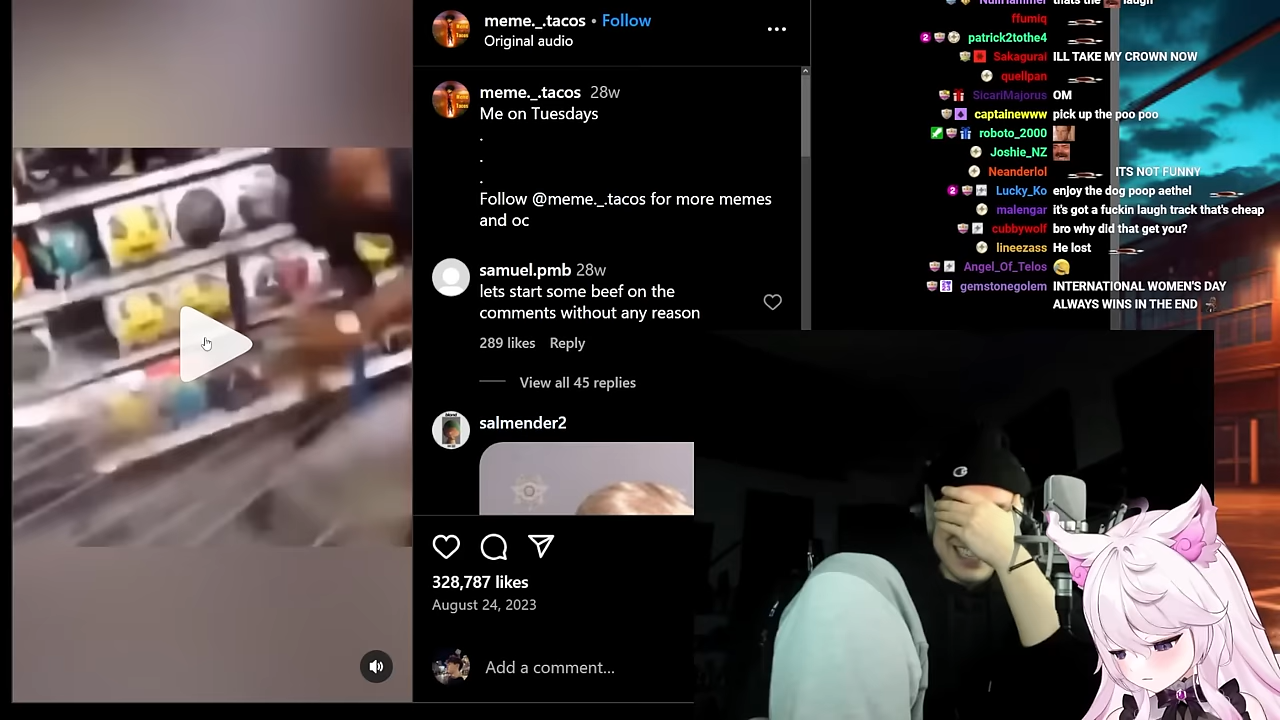 meme._.tacos • Follow
Original audio
meme._.tacos 28w
Me on Tuesdays
.
.
.
Follow @meme._.tacos for more memes
and oc
samuel.pmb 28w
lets start some beef on the
comments without any reason
289 likes Reply
View all 45 replies
salmender2
328,787 likes
August 24, 2023
Add a comment...
laugh
ffumiq
2 patrick2tothe4
Sakagurai ILL TAKE MY CROWN NOW
quellpan
SicariMajorus OM
captainewww pick up the poo poo
roboto_2000
Joshie_NZ
Neanderlol ITS NOT FUNNY
2 Lucky_Ko enjoy the dog poop aethel
malengar it's got a fuckin laugh track that's cheap
cubbywolf bro why did that get you?
lineezass He lost
Angel_Of_Telos
gemstonegolem INTERNATIONAL WOMEN'S DAY
ALWAYS WINS IN THE END